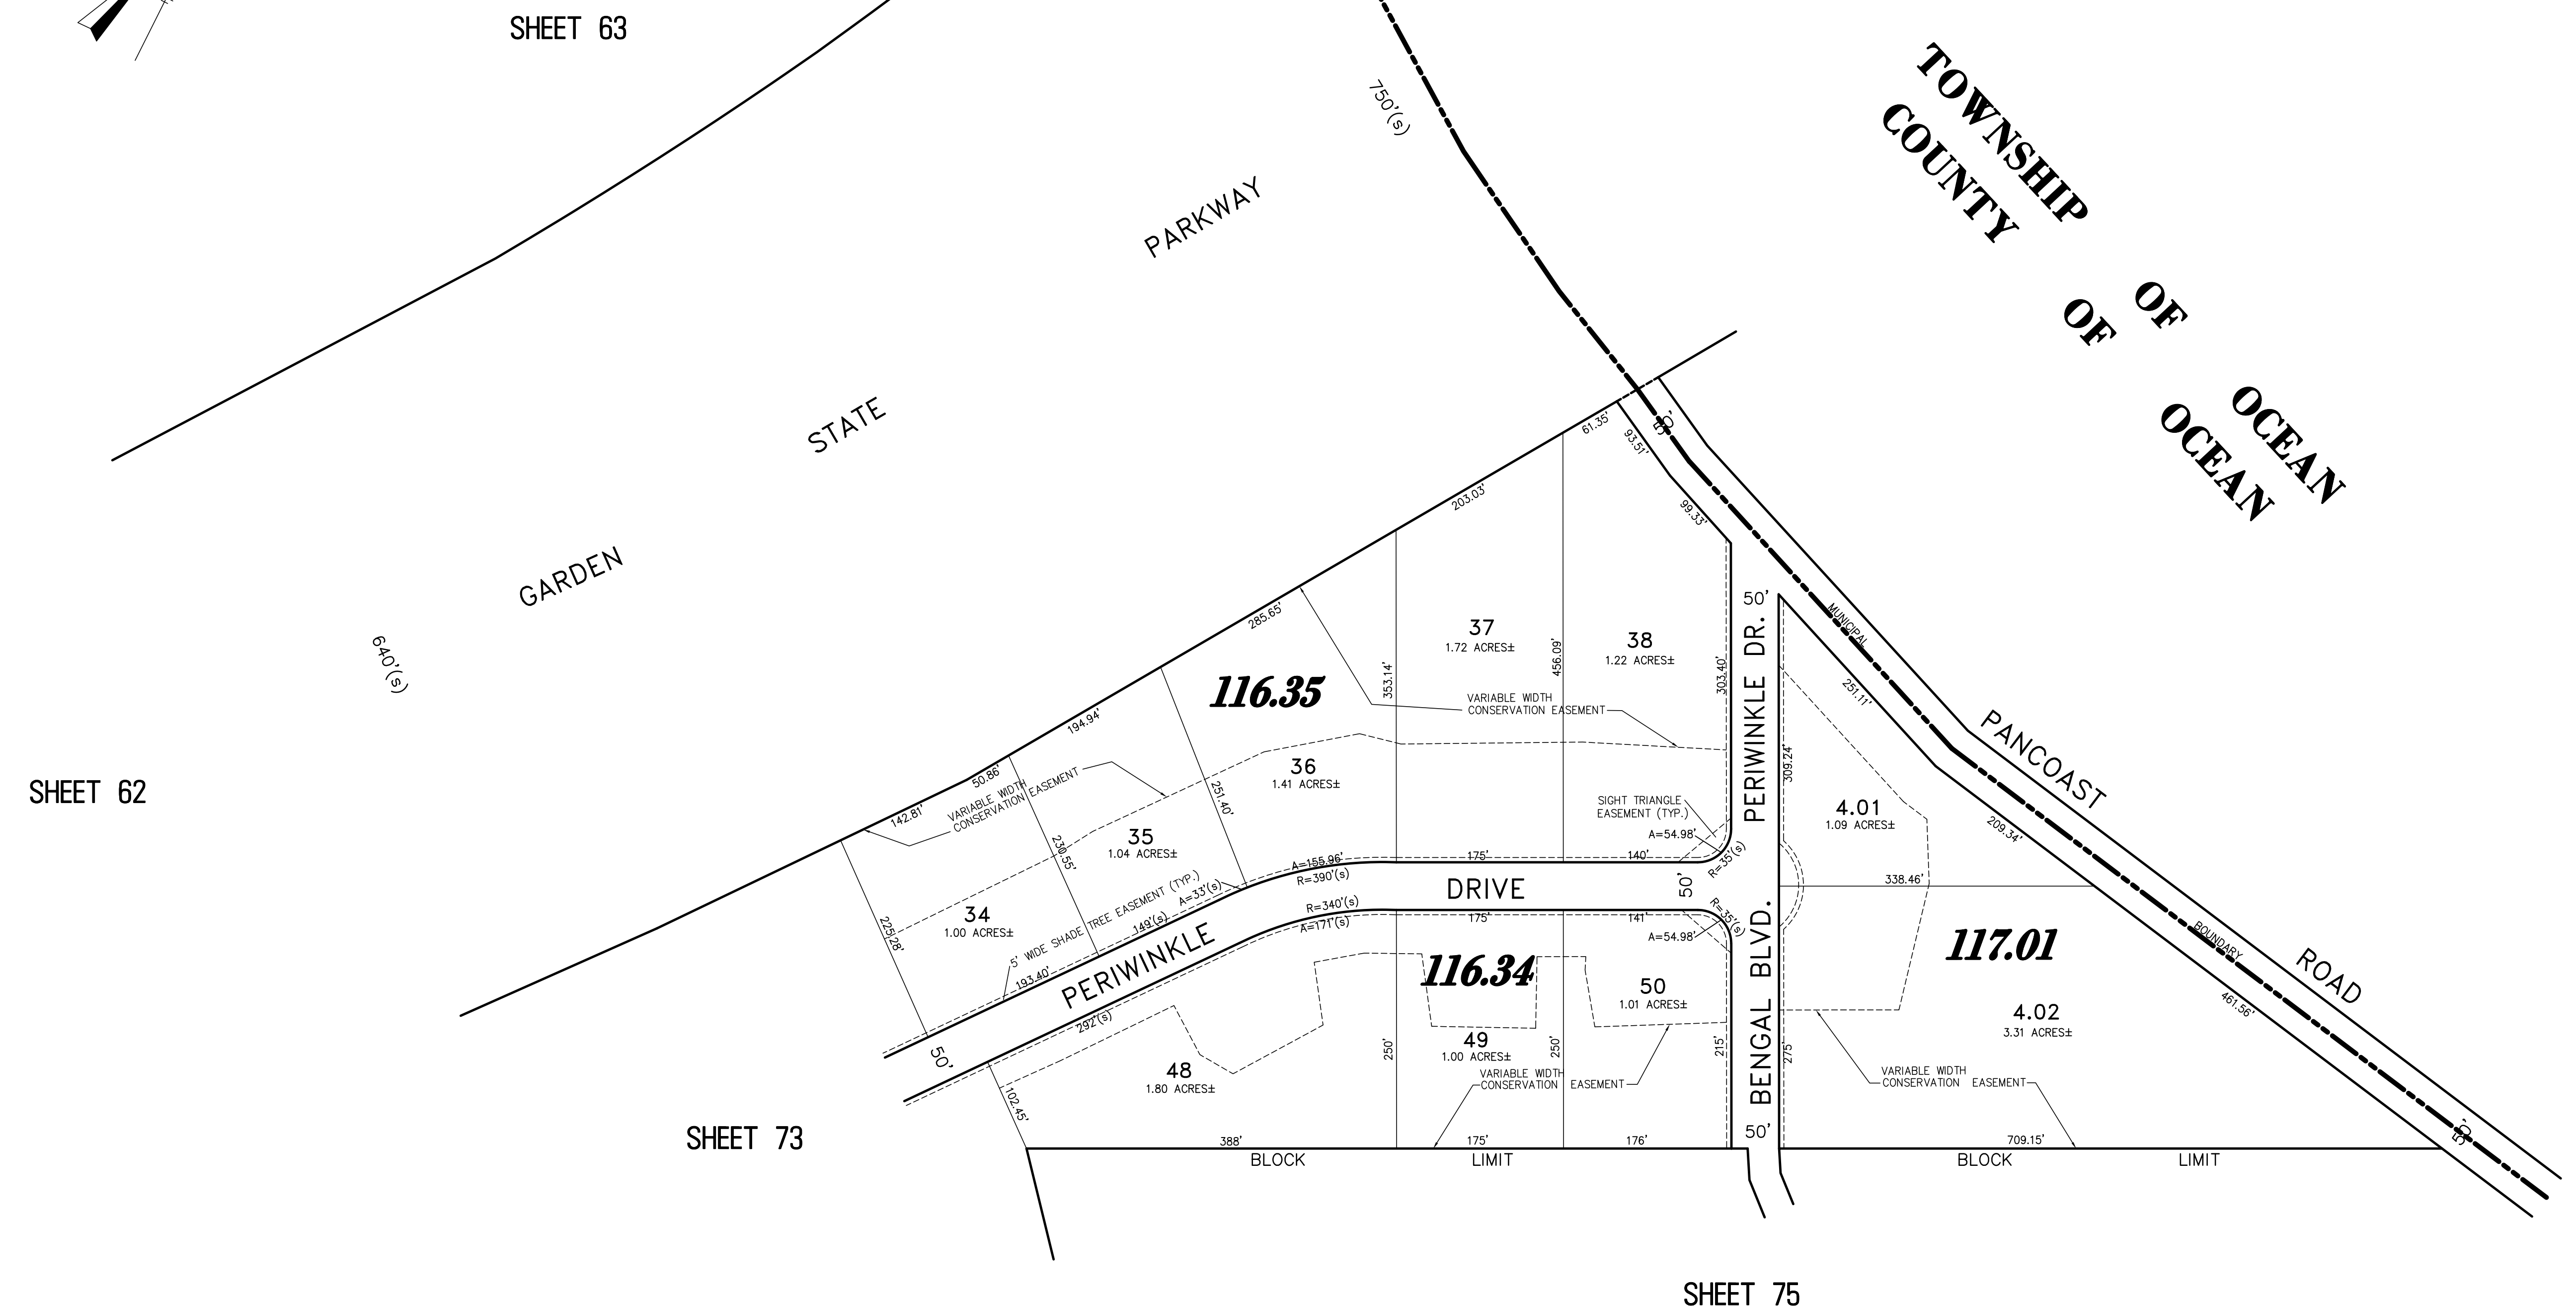 SHEET 63
750'(s)
TOWNSHIP OF OCEAN
COUNTY OF OCEAN
GARDEN STATE PARKWAY
640'(s)
SHEET 62
61.35'
93.51'
50'
99.33'
203.03'
285.65'
194.94'
50.86'
142.81'
37
1.72 ACRES±
38
1.22 ACRES±
353.14'
456.09'
303.40'
50'
PERIWINKLE DR.
116.35
VARIABLE WIDTH
CONSERVATION EASEMENT
36
1.41 ACRES±
251.40'
VARIABLE WIDTH
CONSERVATION EASEMENT
35
1.04 ACRES±
230.55'
34
1.00 ACRES±
225.28'
SIGHT TRIANGLE
EASEMENT (TYP.)
A=54.98'
R=35'(s)
A=155.96'
R=390'(s)
175'
140'
A=33'(s)
149'(s)
5' WIDE SHADE TREE EASEMENT (TYP.)
193.40'
PERIWINKLE DRIVE
50'
50'
R=340'(s)
A=171'(s)
175'
141'
R=35'(s)
A=54.98'
292'(s)
102.45'
116.34
48
1.80 ACRES±
49
1.00 ACRES±
50
1.01 ACRES±
250'
250'
215'
VARIABLE WIDTH
CONSERVATION EASEMENT
388'
175'
176'
BLOCK LIMIT
BENGAL BLVD.
50'
MUNICIPAL BOUNDARY
PANCOAST ROAD
251.11'
309.24'
4.01
1.09 ACRES±
209.34'
338.46'
117.01
4.02
3.31 ACRES±
461.56'
275'
VARIABLE WIDTH
CONSERVATION EASEMENT
709.15'
BLOCK LIMIT
50'
SHEET 73
SHEET 75